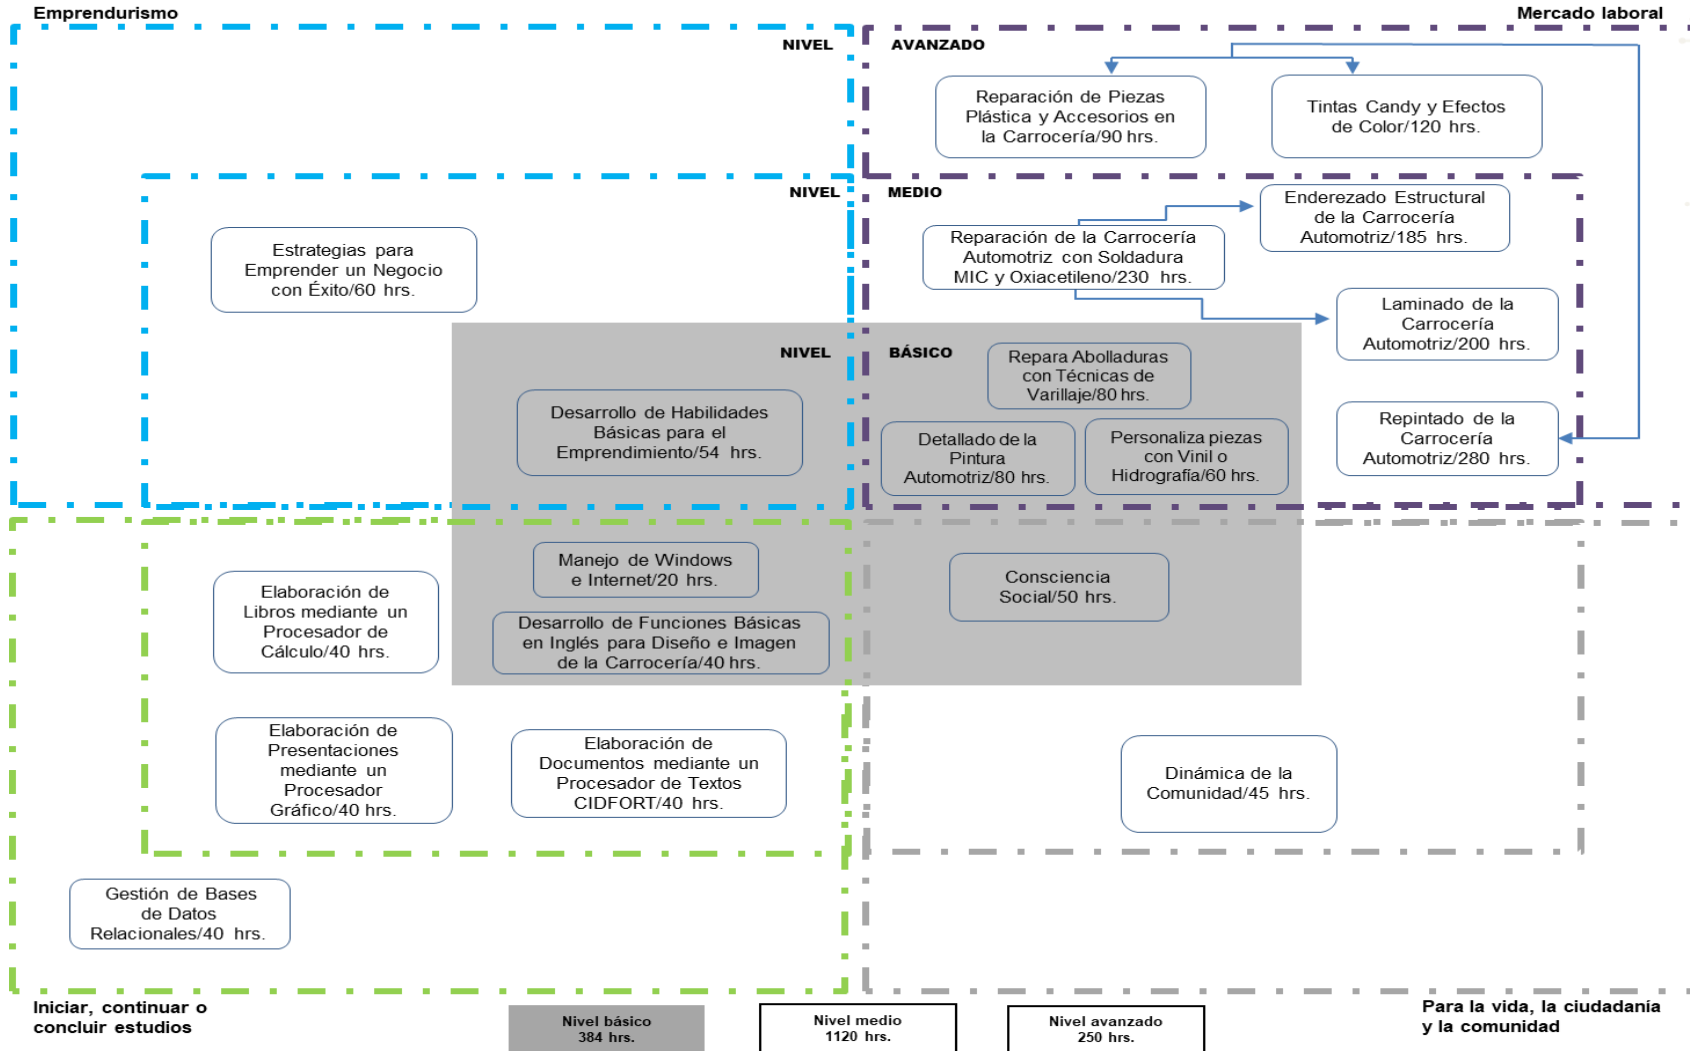 Emprendurismo
Mercado laboral
NIVEL AVANZADO
Reparación de Piezas
Plástica y Accesorios en
la Carrocería/90 hrs.
Tintas Candy y Efectos
de Color/120 hrs.
NIVEL MEDIO
Estrategias para
Emprender un Negocio
con Éxito/60 hrs.
Reparación de la Carrocería
Automotriz con Soldadura
MIC y Oxiacetileno/230 hrs.
Enderezado Estructural
de la Carrocería
Automotriz/185 hrs.
Laminado de la
Carrocería
Automotriz/200 hrs.
Repintado de la
Carrocería
Automotriz/280 hrs.
NIVEL BÁSICO
Desarrollo de Habilidades
Básicas para el
Emprendimiento/54 hrs.
Repara Abolladuras
con Técnicas de
Varillaje/80 hrs.
Detallado de la
Pintura
Automotriz/80 hrs.
Personaliza piezas
con Vinil o
Hidrografía/60 hrs.
Manejo de Windows
e Internet/20 hrs.
Desarrollo de Funciones Básicas
en Inglés para Diseño e Imagen
de la Carrocería/40 hrs.
Consciencia
Social/50 hrs.
Elaboración de
Libros mediante un
Procesador de
Cálculo/40 hrs.
Elaboración de
Presentaciones
mediante un
Procesador
Gráfico/40 hrs.
Elaboración de
Documentos mediante un
Procesador de Textos
CIDFORT/40 hrs.
Dinámica de la
Comunidad/45 hrs.
Gestión de Bases
de Datos
Relacionales/40 hrs.
Iniciar, continuar o
concluir estudios
Nivel básico
384 hrs.
Nivel medio
1120 hrs.
Nivel avanzado
250 hrs.
Para la vida, la ciudadanía
y la comunidad